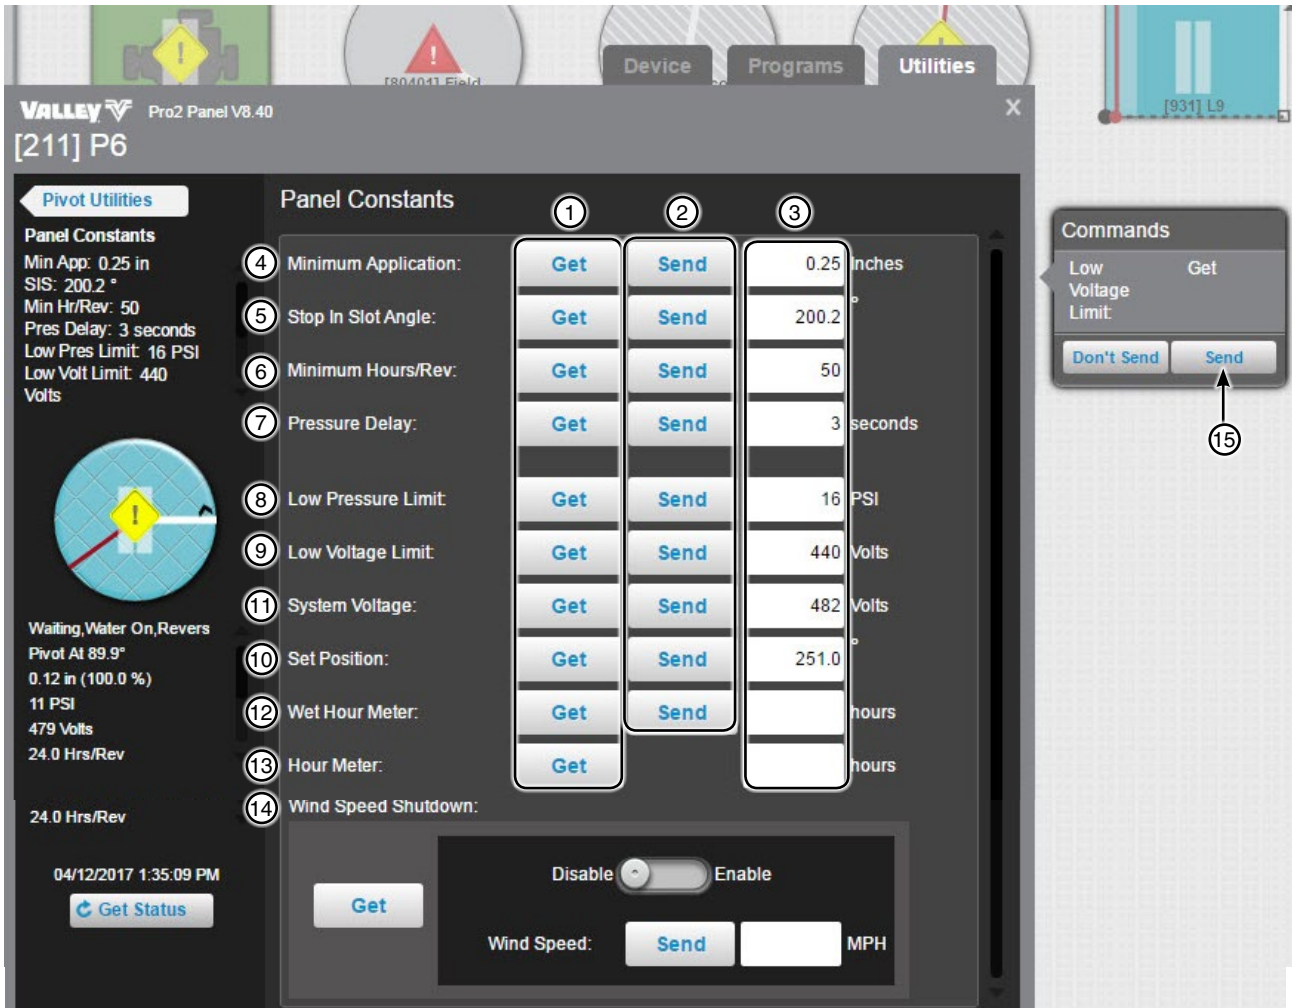 [80401] Field
Device
Programs
Utilities
[931] L9
VALLEY Pro2 Panel V8.40
X
[211] P6
Pivot Utilities
Panel Constants
Min App: 0.25 in
SIS: 200.2 °
Min Hr/Rev: 50
Pres Delay: 3 seconds
Low Pres Limit: 16 PSI
Low Volt Limit: 440
Volts
Waiting,Water On,Revers
Pivot At 89.9°
0.12 in (100.0 %)
11 PSI
479 Volts
24.0 Hrs/Rev
24.0 Hrs/Rev
04/12/2017 1:35:09 PM
Get Status
Panel Constants
1 2 3
4 Minimum Application: Get Send 0.25 Inches
5 Stop In Slot Angle: Get Send 200.2 °
6 Minimum Hours/Rev: Get Send 50
7 Pressure Delay: Get Send 3 seconds
8 Low Pressure Limit: Get Send 16 PSI
9 Low Voltage Limit: Get Send 440 Volts
11 System Voltage: Get Send 482 Volts
10 Set Position: Get Send 251.0 °
12 Wet Hour Meter: Get Send hours
13 Hour Meter: Get hours
14 Wind Speed Shutdown:
Disable Enable
Get
Wind Speed: Send MPH
Commands
Low Get
Voltage
Limit:
Don't Send Send
15